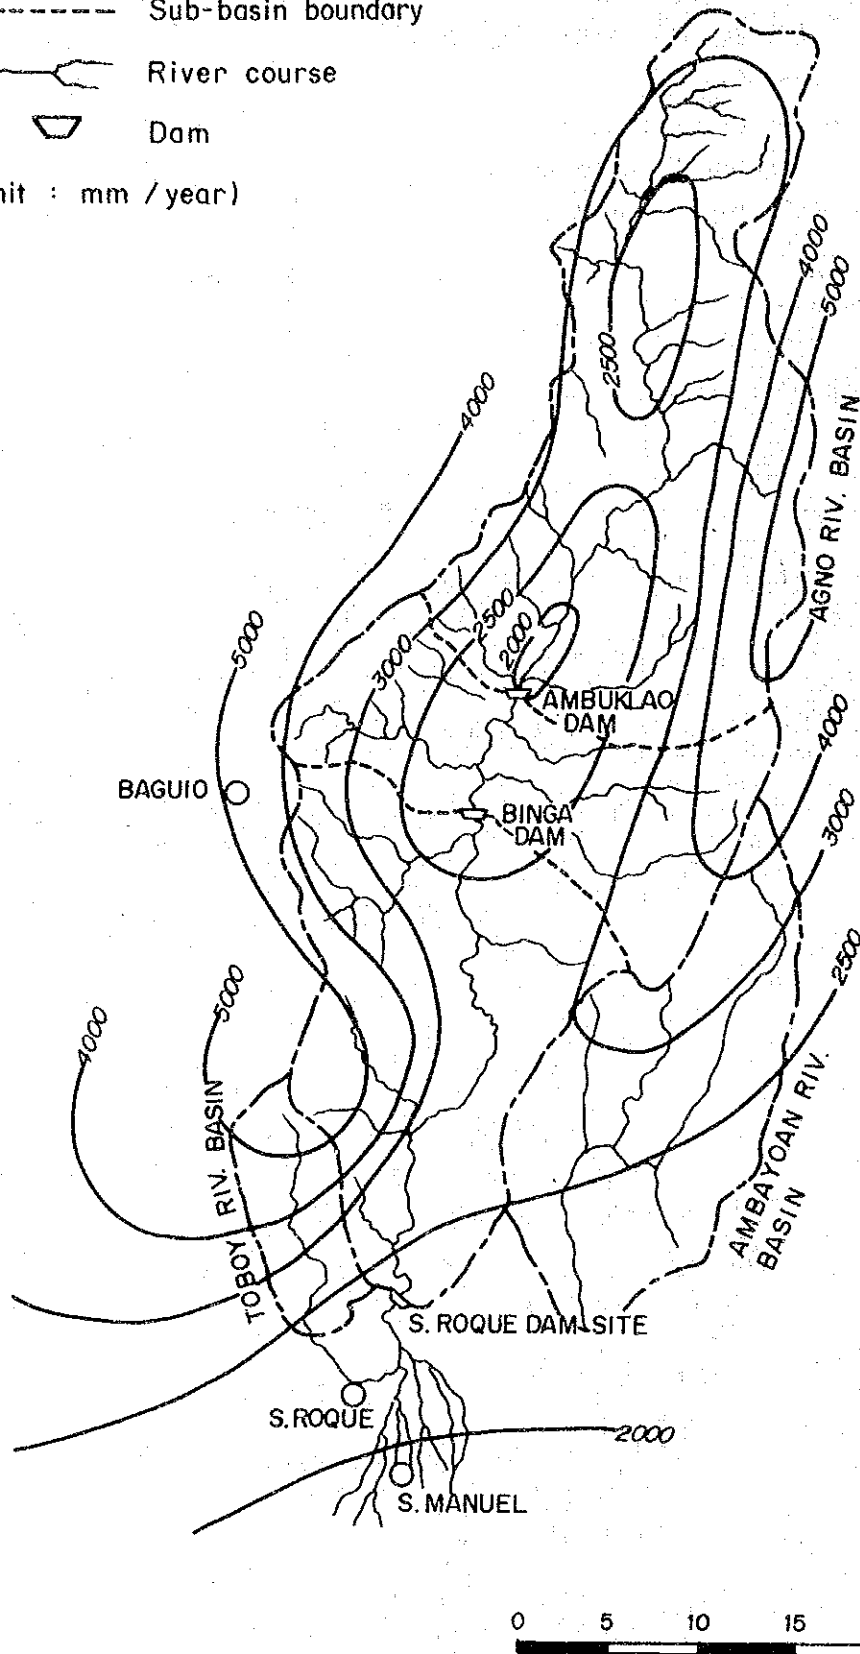 Sub-basin boundary
River course
Dam
nit : mm / year)
4000
5000
2500
4000
AGNO RIV. BASIN
2500
5000
2000
3000
AMBUKLAO
DAM
4000
BAGUIO
BINGA
DAM
3000
2500
5000
4000
TOBOY RIV. BASIN
AMBAYOAN RIV.
BASIN
S. ROQUE DAM SITE
S. ROQUE
2000
S. MANUEL
0 5 10 15